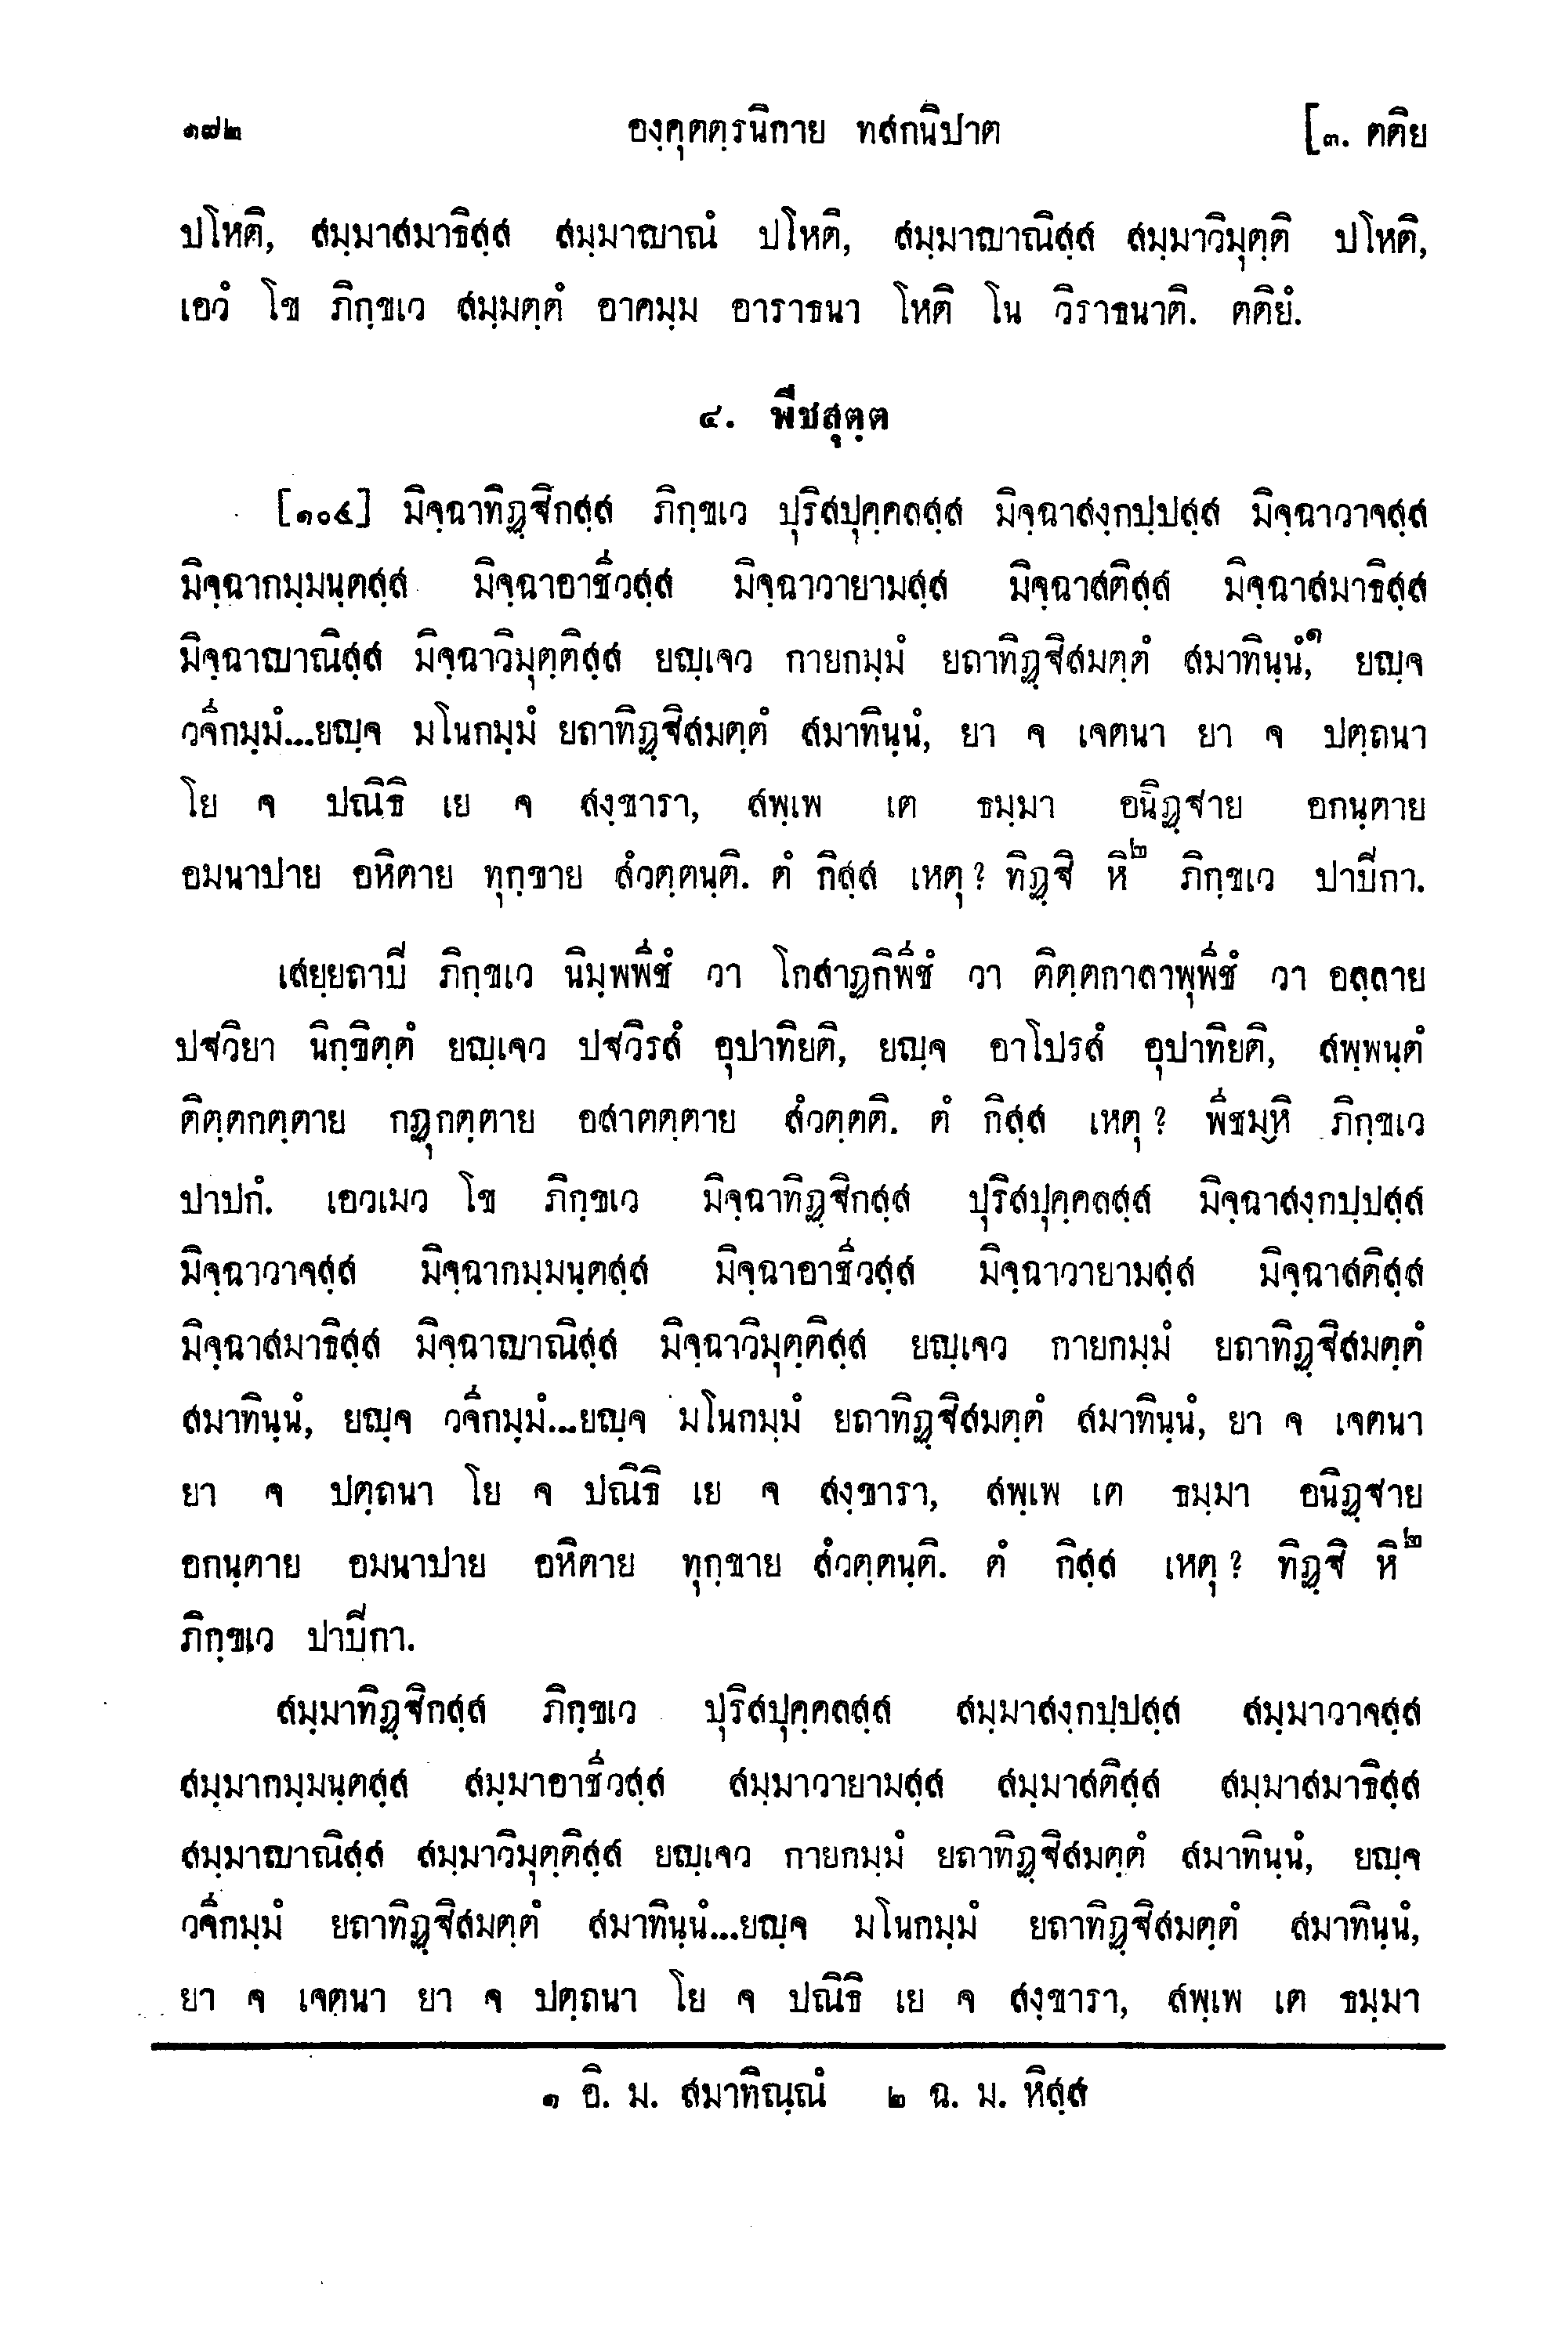 ๑๗๒ องฺคุตฺตรนิกาย ทสกนิปาต [๓. ตติย
ปโหติ, สมฺมาสมาธิสฺส สมฺมาญาณํ ปโหติ, สมฺมาญาณิสฺส สมฺมาวิมุตฺติ ปโหติ,
เอวํ โข ภิกฺขเว สมฺมตฺตํ อาคมฺม อาราธนา โหติ โน วิราธนาติ. ตติยํ.
๔. พีชสุตฺต
[๑๐๔] มิจฺฉาทิฏฺฐิกสฺส ภิกฺขเว ปุริสปุคฺคลสฺส มิจฺฉาสงฺกปฺปสฺส มิจฺฉาวาจสฺส
มิจฺฉากมฺมนฺตสฺส มิจฺฉาอาชีวสฺส มิจฺฉาวายามสฺส มิจฺฉาสติสฺส มิจฺฉาสมาธิสฺส
มิจฺฉาญาณิสฺส มิจฺฉาวิมุตฺติสฺส ยญฺเจว กายกมฺมํ ยถาทิฏฺฐิสมตฺตํ สมาทินฺนํ,๑ ยญฺจ
วจีกมฺมํ...ยญฺจ มโนกมฺมํ ยถาทิฏฺฐิสมตฺตํ สมาทินฺนํ, ยา จ เจตนา ยา จ ปตฺถนา
โย จ ปณิธิ เย จ สงฺขารา, สพฺเพ เต ธมฺมา อนิฏฺฐาย อกนฺตาย
อมนาปาย อหิตาย ทุกฺขาย สํวตฺตนฺติ. ตํ กิสฺส เหตุ? ทิฏฺฐิ หิ๒ ภิกฺขเว ปาปิกา.
เสยฺยถาปิ ภิกฺขเว นิมฺพพีชํ วา โกสาฏกิพีชํ วา ติตฺตกาลาพุพีชํ วา อลฺลาย
ปฐวิยา นิกฺขิตฺตํ ยญฺเจว ปฐวิรสํ อุปาทิยติ, ยญฺจ อาโปรสํ อุปาทิยติ, สพฺพนฺตํ
ติตฺตกตฺตาย กฏุกตฺตาย อสาตตฺตาย สํวตฺตติ. ตํ กิสฺส เหตุ? พีชมฺหิ ภิกฺขเว
ปาปกํ. เอวเมว โข ภิกฺขเว มิจฺฉาทิฏฺฐิกสฺส ปุริสปุคฺคลสฺส มิจฺฉาสงฺกปฺปสฺส
มิจฺฉาวาจสฺส มิจฺฉากมฺมนฺตสฺส มิจฺฉาอาชีวสฺส มิจฺฉาวายามสฺส มิจฺฉาสติสฺส
มิจฺฉาสมาธิสฺส มิจฺฉาญาณิสฺส มิจฺฉาวิมุตฺติสฺส ยญฺเจว กายกมฺมํ ยถาทิฏฺฐิสมตฺตํ
สมาทินฺนํ, ยญฺจ วจีกมฺมํ...ยญฺจ มโนกมฺมํ ยถาทิฏฺฐิสมตฺตํ สมาทินฺนํ, ยา จ เจตนา
ยา จ ปตฺถนา โย จ ปณิธิ เย จ สงฺขารา, สพฺเพ เต ธมฺมา อนิฏฺฐาย
อกนฺตาย อมนาปาย อหิตาย ทุกฺขาย สํวตฺตนฺติ. ตํ กิสฺส เหตุ? ทิฏฺฐิ หิ๒
ภิกฺขเว ปาปิกา.
สมฺมาทิฏฺฐิกสฺส ภิกฺขเว ปุริสปุคฺคลสฺส สมฺมาสงฺกปฺปสฺส สมฺมาวาจสฺส
สมฺมากมฺมนฺตสฺส สมฺมาอาชีวสฺส สมฺมาวายามสฺส สมฺมาสติสฺส สมฺมาสมาธิสฺส
สมฺมาญาณิสฺส สมฺมาวิมุตฺติสฺส ยญฺเจว กายกมฺมํ ยถาทิฏฺฐิสมตฺตํ สมาทินฺนํ, ยญฺจ
วจีกมฺมํ ยถาทิฏฺฐิสมตฺตํ สมาทินฺนํ...ยญฺจ มโนกมฺมํ ยถาทิฏฺฐิสมตฺตํ สมาทินฺนํ,
ยา จ เจตนา ยา จ ปตฺถนา โย จ ปณิธิ เย จ สงฺขารา, สพฺเพ เต ธมฺมา
๑ อิ. ม. สมาทิณฺณํ ๒ ฉ. ม. หิสฺส